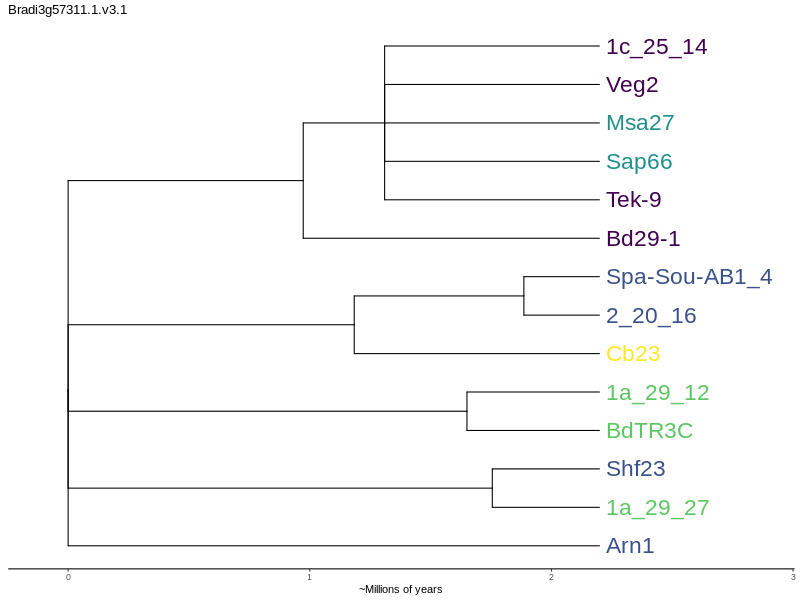 Bradi3g57311.1.v3.1
1c_25_14
Veg2
Msa27
Sap66
Tek-9
Bd29-1
Spa-Sou-AB1_4
2_20_16
Cb23
1a_29_12
BdTR3C
Shf23
1a_29_27
Arn1
0 1 2 3
~Millions of years